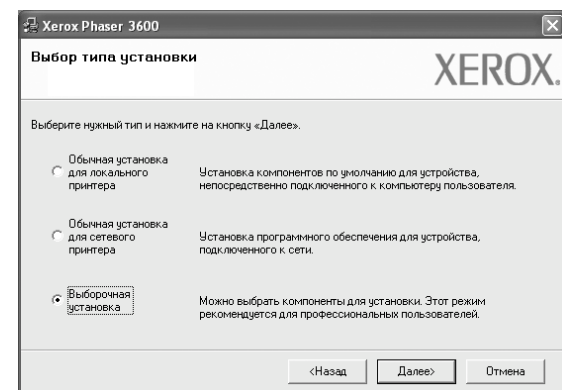 Xerox Phaser 3600
Выбор типа установки
XEROX.
Выберите нужный тип и нажмите на кнопку «Далее».
Обычная установка
для локального
принтера
Установка компонентов по умолчанию для устройства,
непосредственно подключенного к компьютеру пользователя.
Обычная установка
для сетевого
принтера
Установка программного обеспечения для устройства,
подключенного к сети.
Выборочная
установка
Можно выбрать компоненты для установки. Этот режим
рекомендуется для профессиональных пользователей.
<Назад
Далее>
Отмена